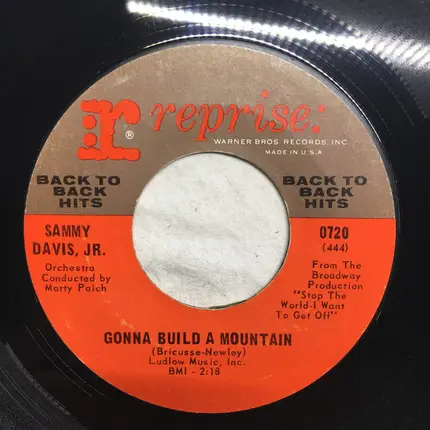 r® reprise:
WARNER BROS. RECORDS, INC
MADE IN U.S.A
BACK TO
BACK
HITS
BACK TO
BACK
HITS
SAMMY
DAVIS, JR.
Orchestra
Conducted by
Marty Paich
0720
(444)
From The
Broadway
Production
"Stop The
World-I Want
To Get Off"
GONNA BUILD A MOUNTAIN
(Bricusse-Newley)
Ludlow Music, Inc.
BMI - 2:18